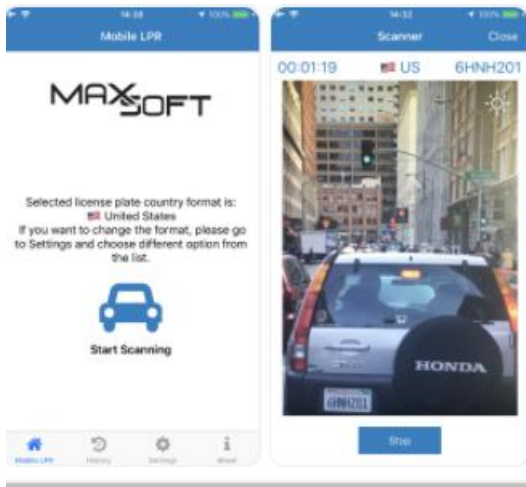 14:28
100%
Mobile LPR
MAXSOFT
Selected license plate country format is:
United States
If you want to change the format, please go
to Settings and choose different option from
the list.
Start Scanning
Mobile LPR
History
Settings
About
14:32
100%
Scanner
Close
00:01:19
US
6HNH201
HONDA
6HNH201
Stop